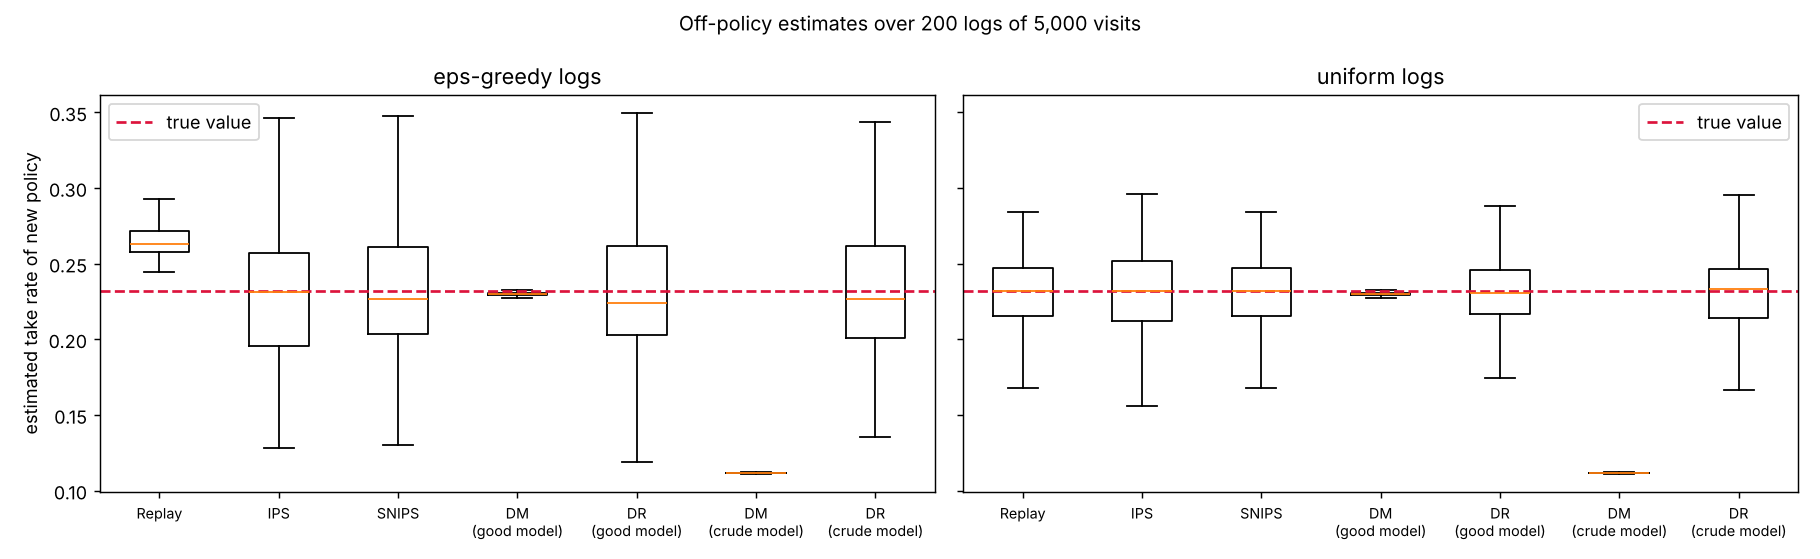 Off-policy estimates over 200 logs of 5,000 visits
eps-greedy logs
uniform logs
estimated take rate of new policy
0.35
0.30
0.25
0.20
0.15
0.10
true value
true value
Replay
IPS
SNIPS
DM
(good model)
DR
(good model)
DM
(crude model)
DR
(crude model)
Replay
IPS
SNIPS
DM
(good model)
DR
(good model)
DM
(crude model)
DR
(crude model)